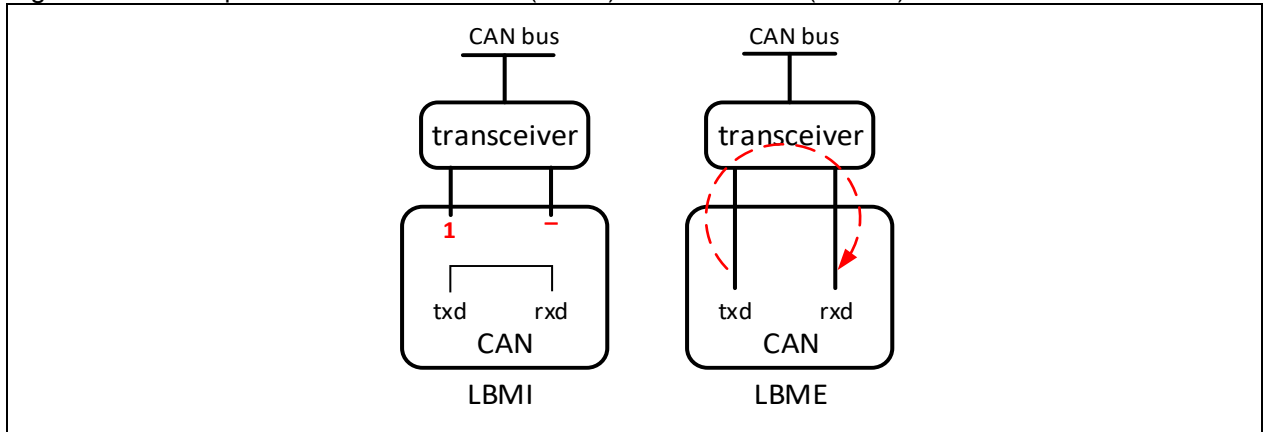 CAN bus
transceiver
1 –
txd rxd
CAN
LBMI
CAN bus
transceiver
txd rxd
CAN
LBME